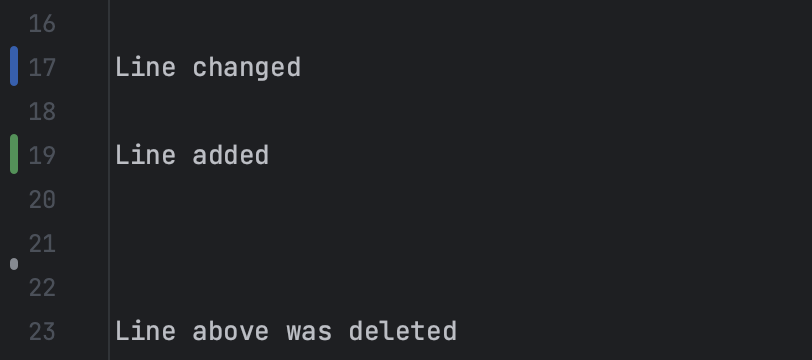 16
17 Line changed
18
19 Line added
20
21
22
23 Line above was deleted